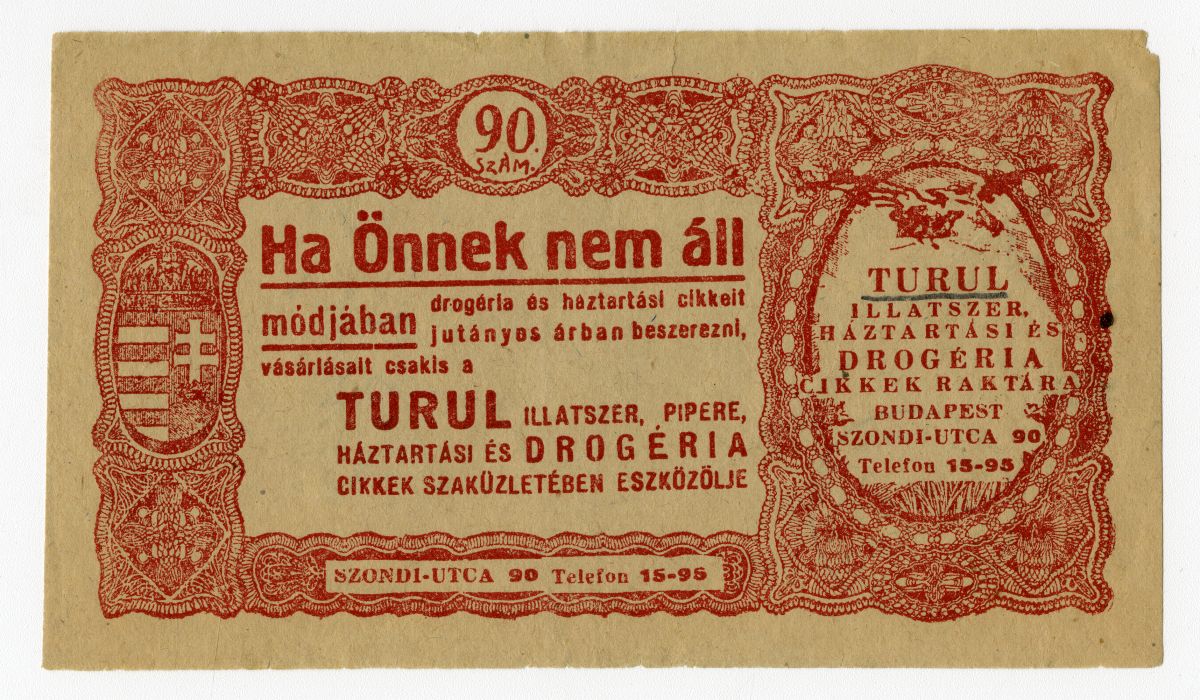 90.
SZÁM.
Ha Önnek nem áll
módjában drogéria és háztartási cikkeit
jutányos árban beszerezni,
vásárlásait csakis a
TURUL ILLATSZER, PIPERE,
HÁZTARTÁSI ÉS DROGÉRIA
CIKKEK SZAKÜZLETÉBEN ESZKÖZÖLJE
SZONDI-UTCA 90 Telefon 15-95
TURUL
ILLATSZER,
HÁZTARTÁSI ÉS
DROGÉRIA
CIKKEK RAKTÁRA
BUDAPEST
SZONDI-UTCA 90
Telefon 15-95